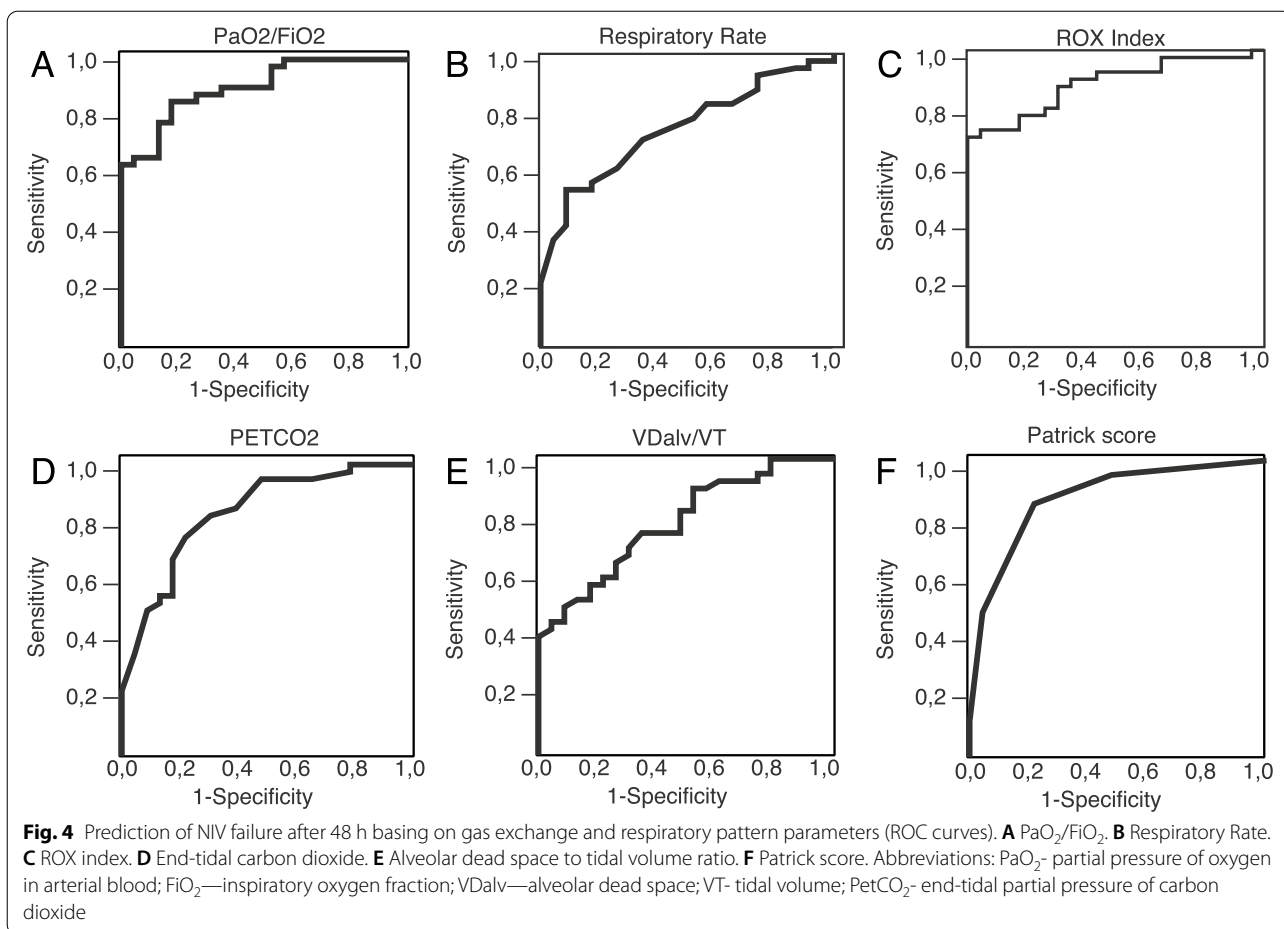 A
PaO2/FiO2
1,0
0,8
0,6
0,4
0,2
Sensitivity
0,0 0,2 0,4 0,6 0,8 1,0
1-Specificity
B
Respiratory Rate
1,0
0,8
0,6
0,4
0,2
Sensitivity
0,0 0,2 0,4 0,6 0,8 1,0
1-Specificity
C
ROX Index
1,0
0,8
0,6
0,4
0,2
Sensitivity
0,0 0,2 0,4 0,6 0,8 1,0
1-Specificity
D
PETCO2
1,0
0,8
0,6
0,4
0,2
Sensitivity
0,0 0,2 0,4 0,6 0,8 1,0
1-Specificity
E
VDalv/VT
1,0
0,8
0,6
0,4
0,2
Sensitivity
0,0 0,2 0,4 0,6 0,8 1,0
1-Specificity
F
Patrick score
1,0
0,8
0,6
0,4
0,2
Sensitivity
0,0 0,2 0,4 0,6 0,8 1,0
1-Specificity
Fig. 4 Prediction of NIV failure after 48 h basing on gas exchange and respiratory pattern parameters (ROC curves). A PaO₂/FiO₂. B Respiratory Rate.
C ROX index. D End-tidal carbon dioxide. E Alveolar dead space to tidal volume ratio. F Patrick score. Abbreviations: PaO₂- partial pressure of oxygen
in arterial blood; FiO₂—inspiratory oxygen fraction; VDalv—alveolar dead space; VT- tidal volume; PetCO₂- end-tidal partial pressure of carbon
dioxide